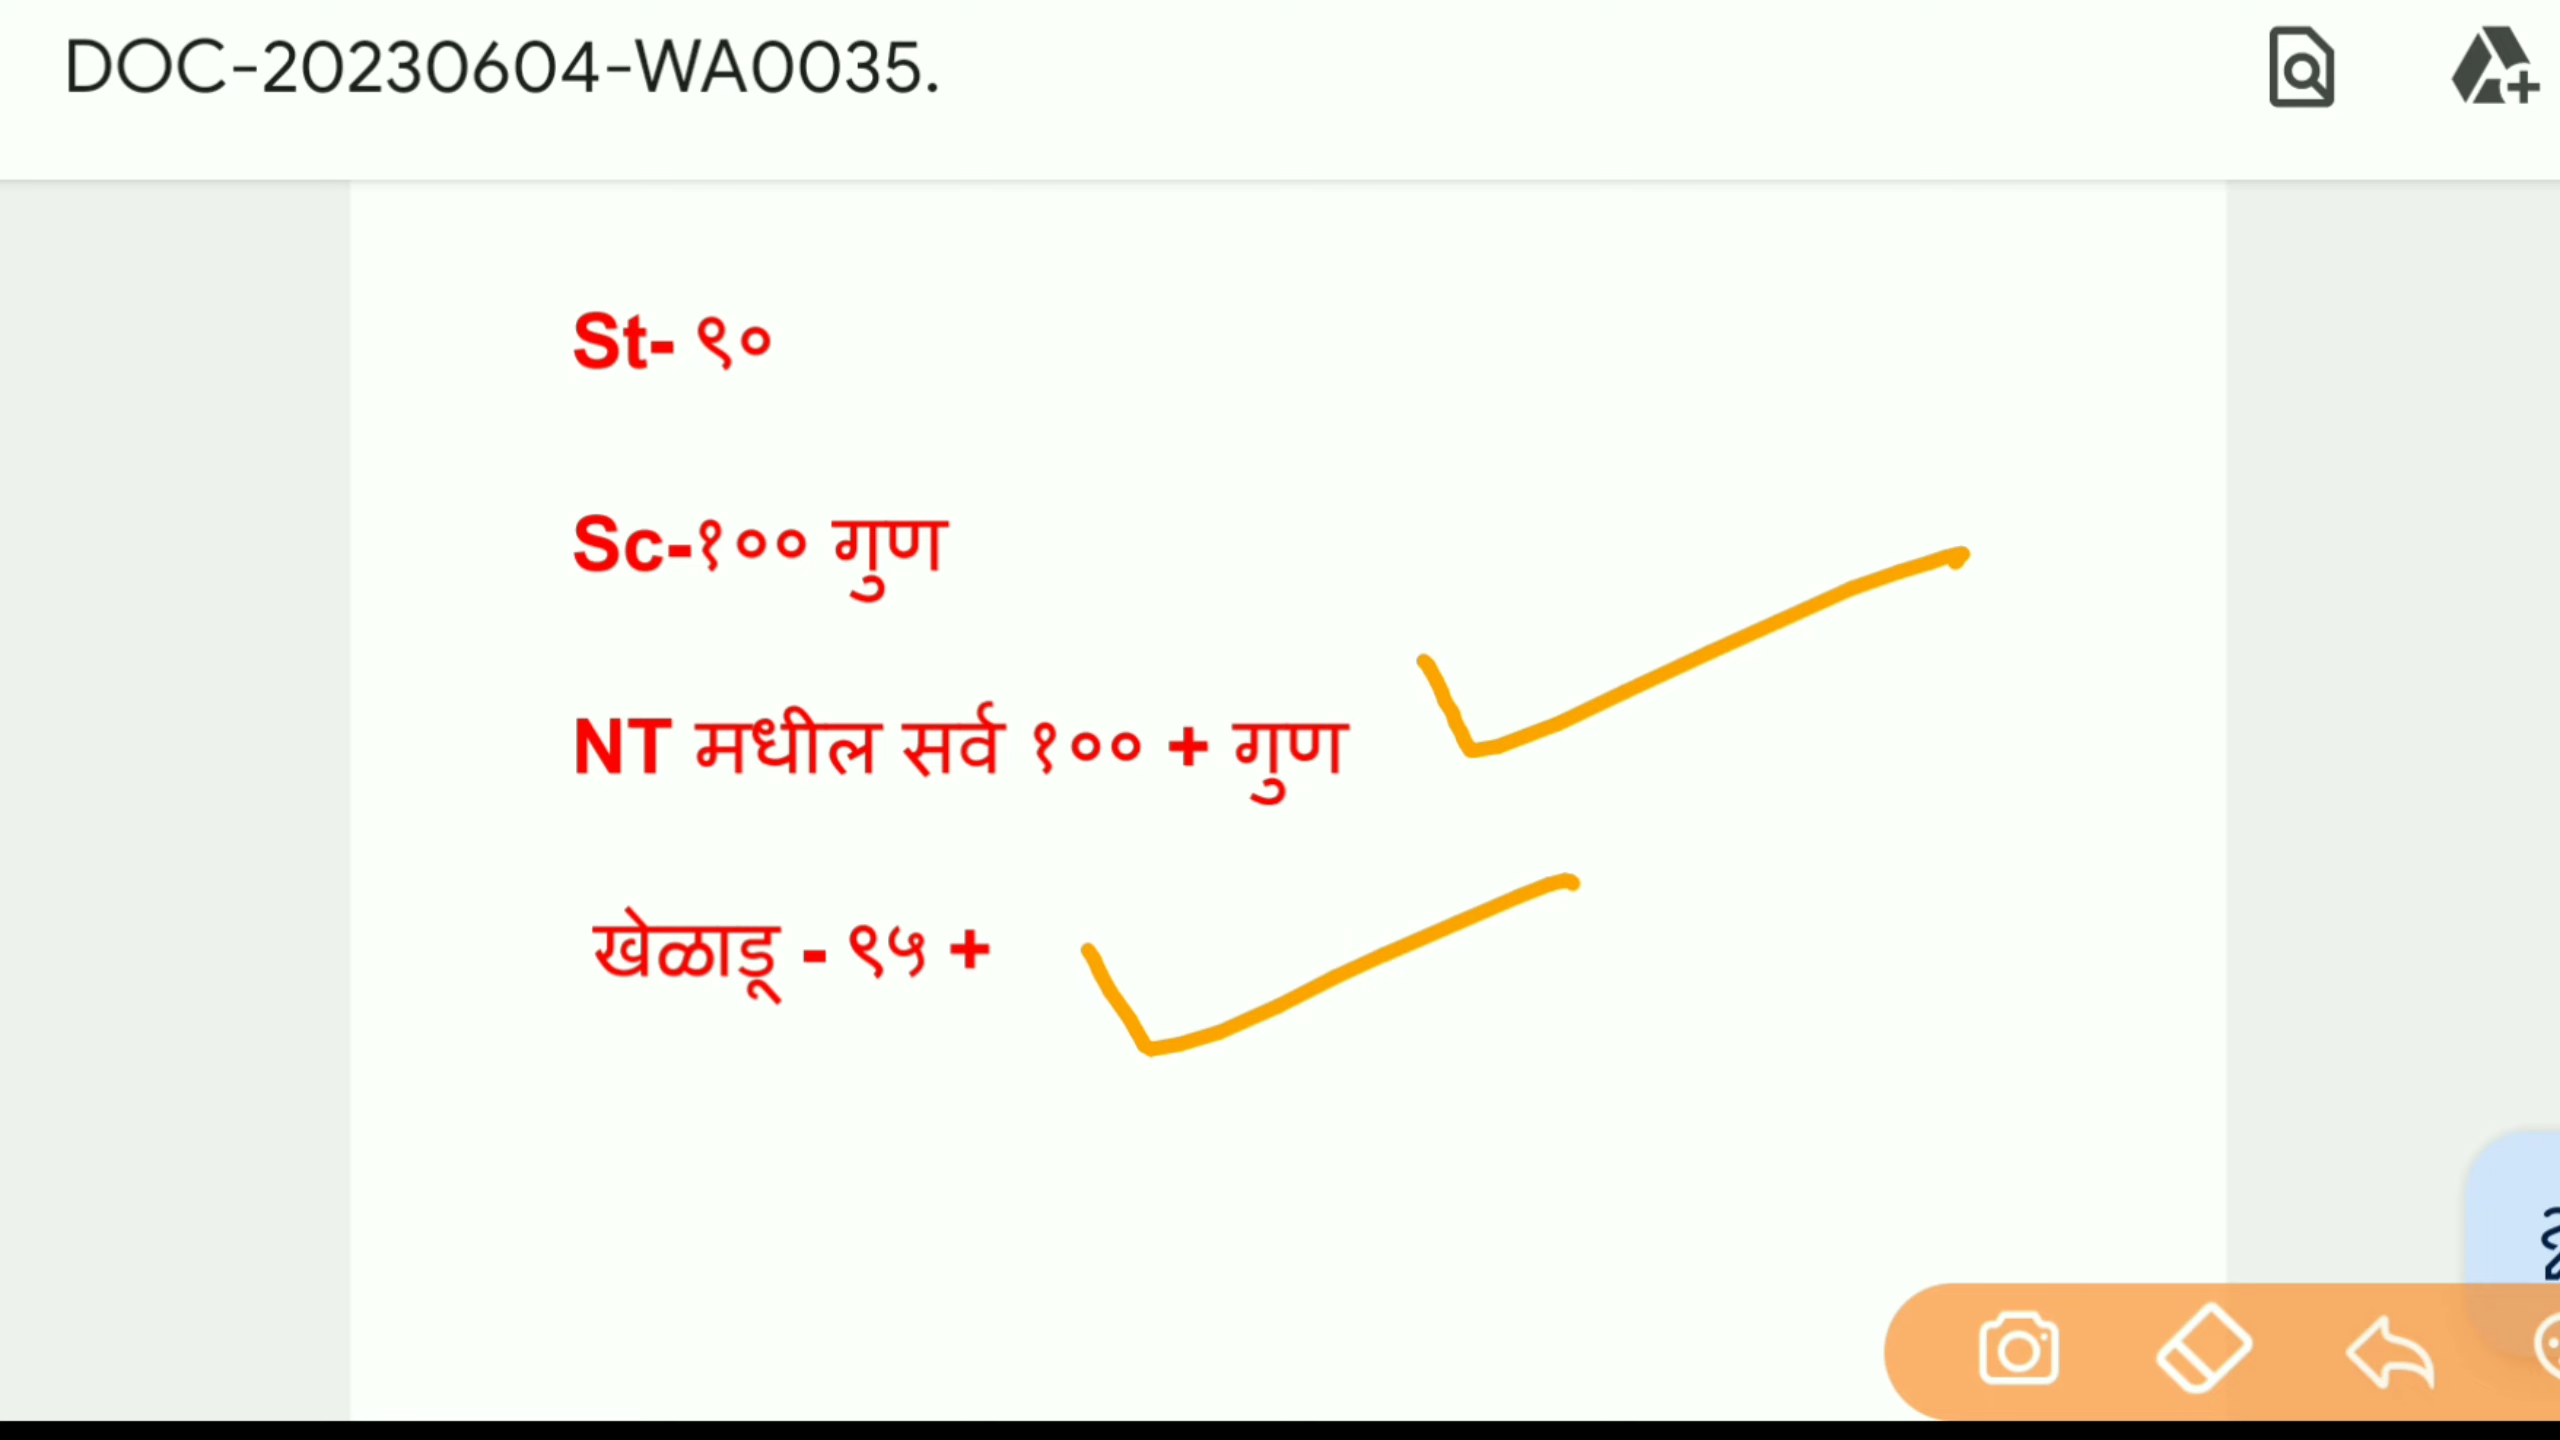 DOC-20230604-WA0035.
St- ९०
Sc-१०० गुण
NT मधील सर्व १०० + गुण
खेळाडू - ९५ +